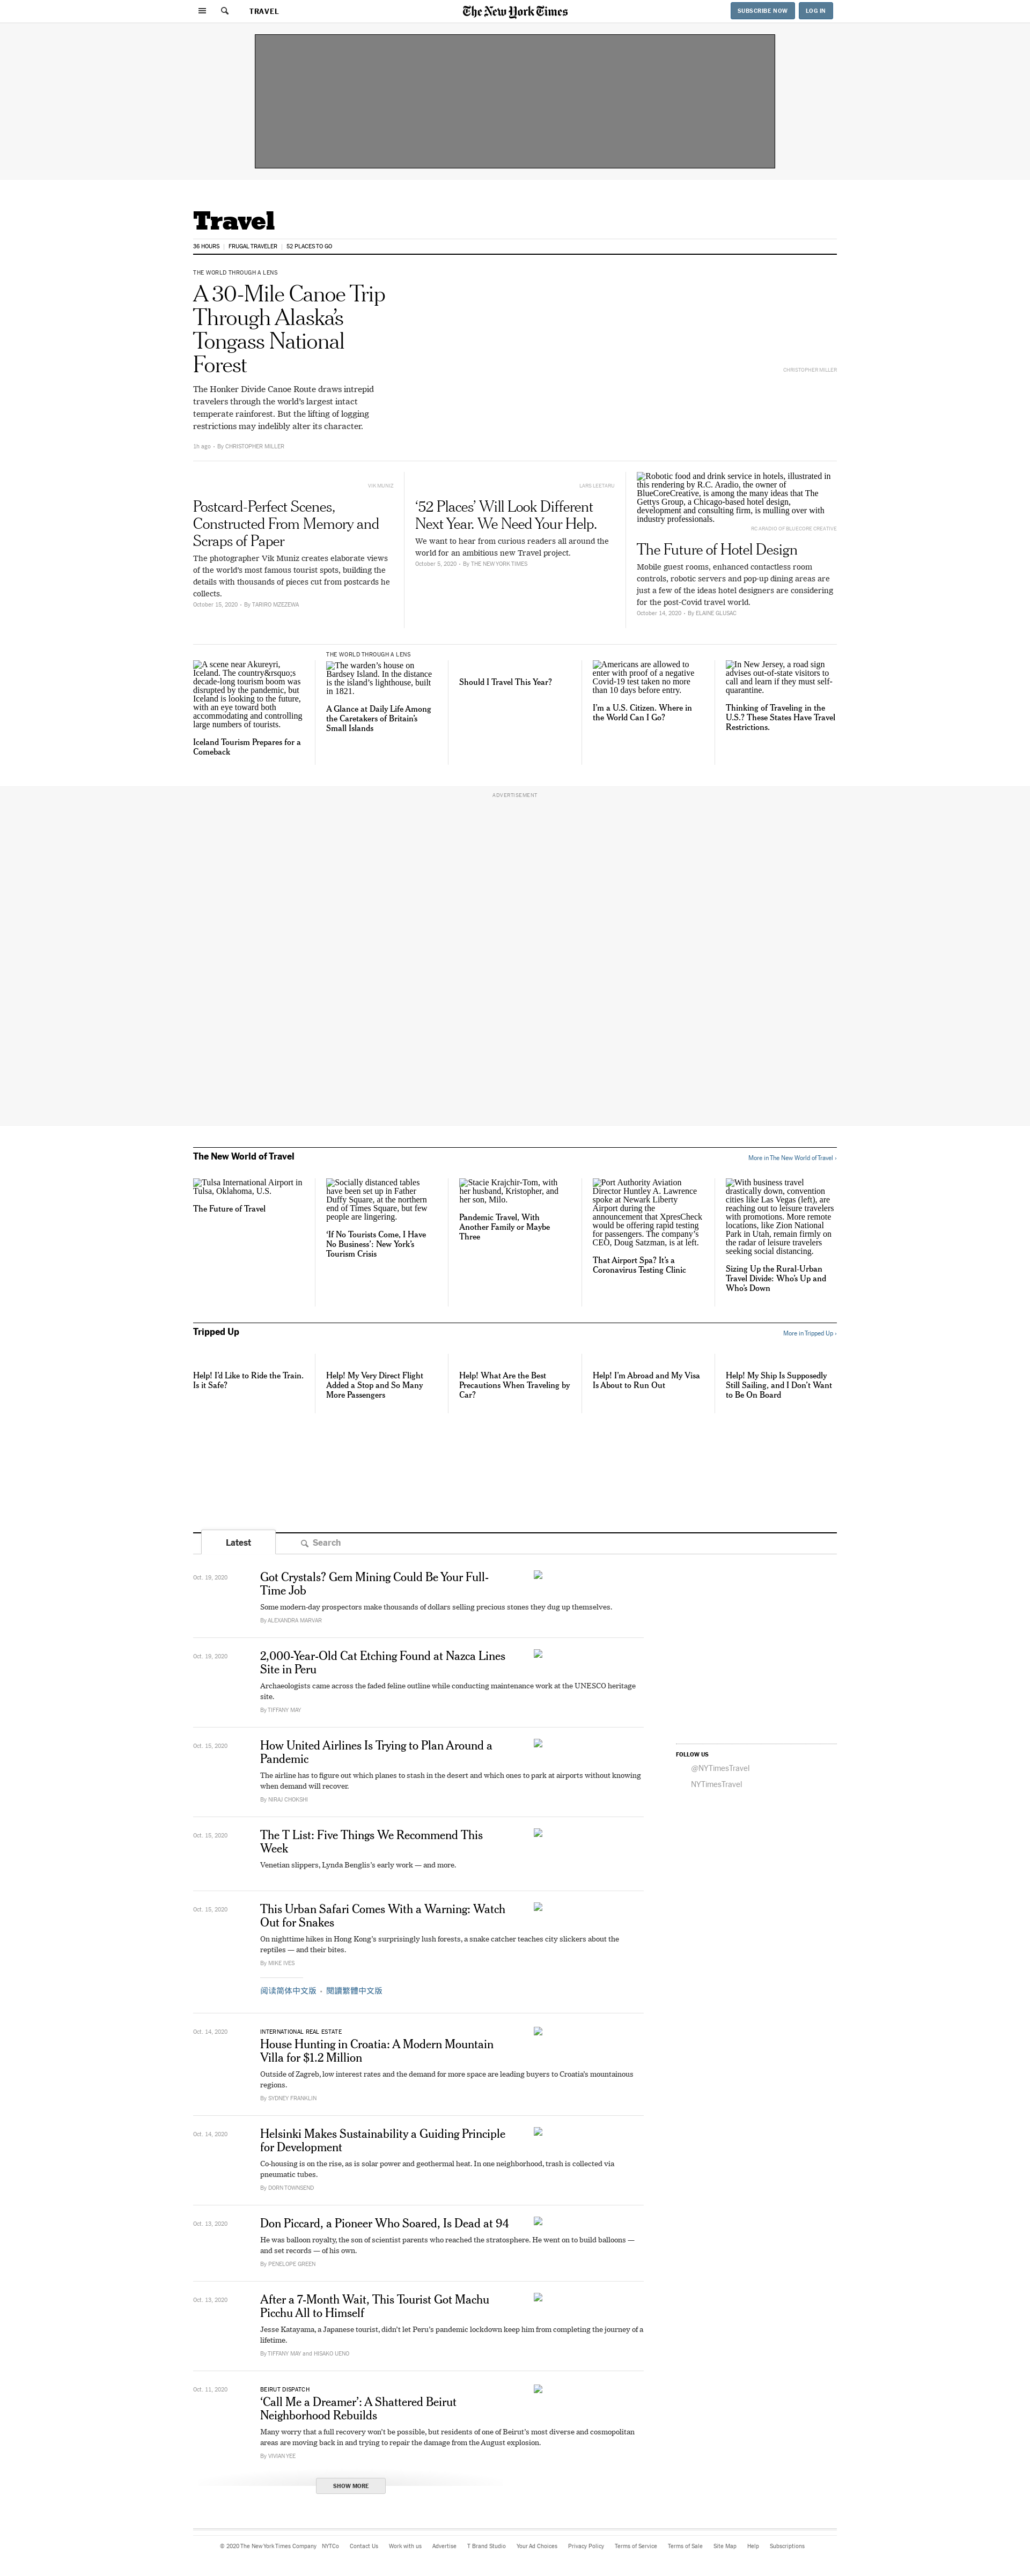 TRAVEL
The New York Times
SUBSCRIBE NOW
LOG IN
Travel
36 HOURS
FRUGAL TRAVELER
52 PLACES TO GO
THE WORLD THROUGH A LENS
A 30-Mile Canoe Trip
Through Alaska’s
Tongass National
Forest
CHRISTOPHER MILLER
The Honker Divide Canoe Route draws intrepid
travelers through the world’s largest intact
temperate rainforest. But the lifting of logging
restrictions may indelibly alter its character.
1h ago - By CHRISTOPHER MILLER
VIK MUNIZ
Postcard-Perfect Scenes,
Constructed From Memory and
Scraps of Paper
The photographer Vik Muniz creates elaborate views
of the world’s most famous tourist spots, building the
details with thousands of pieces cut from postcards he
collects.
October 15, 2020 - By TARIRO MZEZEWA
LARS LEETARU
‘52 Places’ Will Look Different
Next Year. We Need Your Help.
We want to hear from curious readers all around the
world for an ambitious new Travel project.
October 5, 2020 - By THE NEW YORK TIMES
Robotic food and drink service in hotels, illustrated in
this rendering by R.C. Aradio, the owner of
BlueCoreCreative, is among the many ideas that The
Gettys Group, a Chicago-based hotel design,
development and consulting firm, is mulling over with
industry professionals.
RC ARADIO OF BLUECORE CREATIVE
The Future of Hotel Design
Mobile guest rooms, enhanced contactless room
controls, robotic servers and pop-up dining areas are
just a few of the ideas hotel designers are considering
for the post-Covid travel world.
October 14, 2020 - By ELAINE GLUSAC
A scene near Akureyri,
Iceland. The country&rsquo;s
decade-long tourism boom was
disrupted by the pandemic, but
Iceland is looking to the future,
with an eye toward both
accommodating and controlling
large numbers of tourists.
Iceland Tourism Prepares for a
Comeback
THE WORLD THROUGH A LENS
The warden’s house on
Bardsey Island. In the distance
is the island’s lighthouse, built
in 1821.
A Glance at Daily Life Among
the Caretakers of Britain’s
Small Islands
Should I Travel This Year?
Americans are allowed to
enter with proof of a negative
Covid-19 test taken no more
than 10 days before entry.
I’m a U.S. Citizen. Where in
the World Can I Go?
In New Jersey, a road sign
advises out-of-state visitors to
call and learn if they must self-
quarantine.
Thinking of Traveling in the
U.S.? These States Have Travel
Restrictions.
ADVERTISEMENT
The New World of Travel
More in The New World of Travel ›
Tulsa International Airport in
Tulsa, Oklahoma, U.S.
The Future of Travel
Socially distanced tables
have been set up in Father
Duffy Square, at the northern
end of Times Square, but few
people are lingering.
‘If No Tourists Come, I Have
No Business’: New York’s
Tourism Crisis
Stacie Krajchir-Tom, with
her husband, Kristopher, and
her son, Milo.
Pandemic Travel, With
Another Family or Maybe
Three
Port Authority Aviation
Director Huntley A. Lawrence
spoke at Newark Liberty
Airport during the
announcement that XpresCheck
would be offering rapid testing
for passengers. The company’s
CEO, Doug Satzman, is at left.
That Airport Spa? It’s a
Coronavirus Testing Clinic
With business travel
drastically down, convention
cities like Las Vegas (left), are
reaching out to leisure travelers
with promotions. More remote
locations, like Zion National
Park in Utah, remain firmly on
the radar of leisure travelers
seeking social distancing.
Sizing Up the Rural-Urban
Travel Divide: Who’s Up and
Who’s Down
Tripped Up
More in Tripped Up ›
Help! I’d Like to Ride the Train.
Is it Safe?
Help! My Very Direct Flight
Added a Stop and So Many
More Passengers
Help! What Are the Best
Precautions When Traveling by
Car?
Help! I’m Abroad and My Visa
Is About to Run Out
Help! My Ship Is Supposedly
Still Sailing, and I Don’t Want
to Be On Board
Latest
Search
Oct. 19, 2020
Got Crystals? Gem Mining Could Be Your Full-
Time Job
Some modern-day prospectors make thousands of dollars selling precious stones they dug up themselves.
By ALEXANDRA MARVAR
Oct. 19, 2020
2,000-Year-Old Cat Etching Found at Nazca Lines
Site in Peru
Archaeologists came across the faded feline outline while conducting maintenance work at the UNESCO heritage
site.
By TIFFANY MAY
Oct. 15, 2020
How United Airlines Is Trying to Plan Around a
Pandemic
The airline has to figure out which planes to stash in the desert and which ones to park at airports without knowing
when demand will recover.
By NIRAJ CHOKSHI
FOLLOW US
@NYTimesTravel
NYTimesTravel
Oct. 15, 2020
The T List: Five Things We Recommend This
Week
Venetian slippers, Lynda Benglis’s early work — and more.
Oct. 15, 2020
This Urban Safari Comes With a Warning: Watch
Out for Snakes
On nighttime hikes in Hong Kong’s surprisingly lush forests, a snake catcher teaches city slickers about the
reptiles — and their bites.
By MIKE IVES
阅读简体中文版 · 閱讀繁體中文版
Oct. 14, 2020
INTERNATIONAL REAL ESTATE
House Hunting in Croatia: A Modern Mountain
Villa for $1.2 Million
Outside of Zagreb, low interest rates and the demand for more space are leading buyers to Croatia’s mountainous
regions.
By SYDNEY FRANKLIN
Oct. 14, 2020
Helsinki Makes Sustainability a Guiding Principle
for Development
Co-housing is on the rise, as is solar power and geothermal heat. In one neighborhood, trash is collected via
pneumatic tubes.
By DORN TOWNSEND
Oct. 13, 2020
Don Piccard, a Pioneer Who Soared, Is Dead at 94
He was balloon royalty, the son of scientist parents who reached the stratosphere. He went on to build balloons —
and set records — of his own.
By PENELOPE GREEN
Oct. 13, 2020
After a 7-Month Wait, This Tourist Got Machu
Picchu All to Himself
Jesse Katayama, a Japanese tourist, didn’t let Peru’s pandemic lockdown keep him from completing the journey of a
lifetime.
By TIFFANY MAY and HISAKO UENO
Oct. 11, 2020
BEIRUT DISPATCH
‘Call Me a Dreamer’: A Shattered Beirut
Neighborhood Rebuilds
Many worry that a full recovery won’t be possible, but residents of one of Beirut’s most diverse and cosmopolitan
areas are moving back in and trying to repair the damage from the August explosion.
By VIVIAN YEE
SHOW MORE
© 2020 The New York Times Company NYTCo Contact Us Work with us Advertise T Brand Studio Your Ad Choices Privacy Policy Terms of Service Terms of Sale Site Map Help Subscriptions